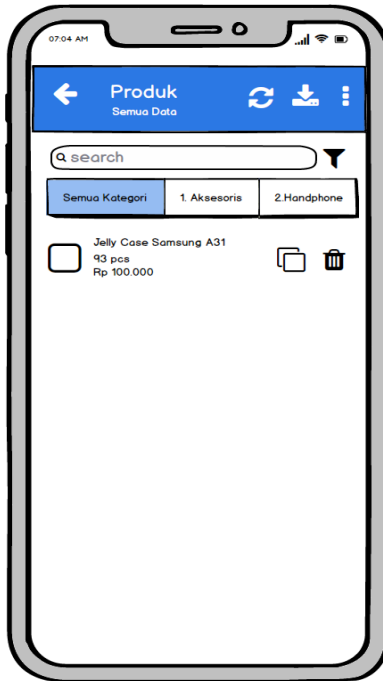 07:04 AM
Produk
Semua Data
search
Semua Kategori
1. Aksesoris
2.Handphone
Jelly Case Samsung A31
93 pcs
Rp 100.000